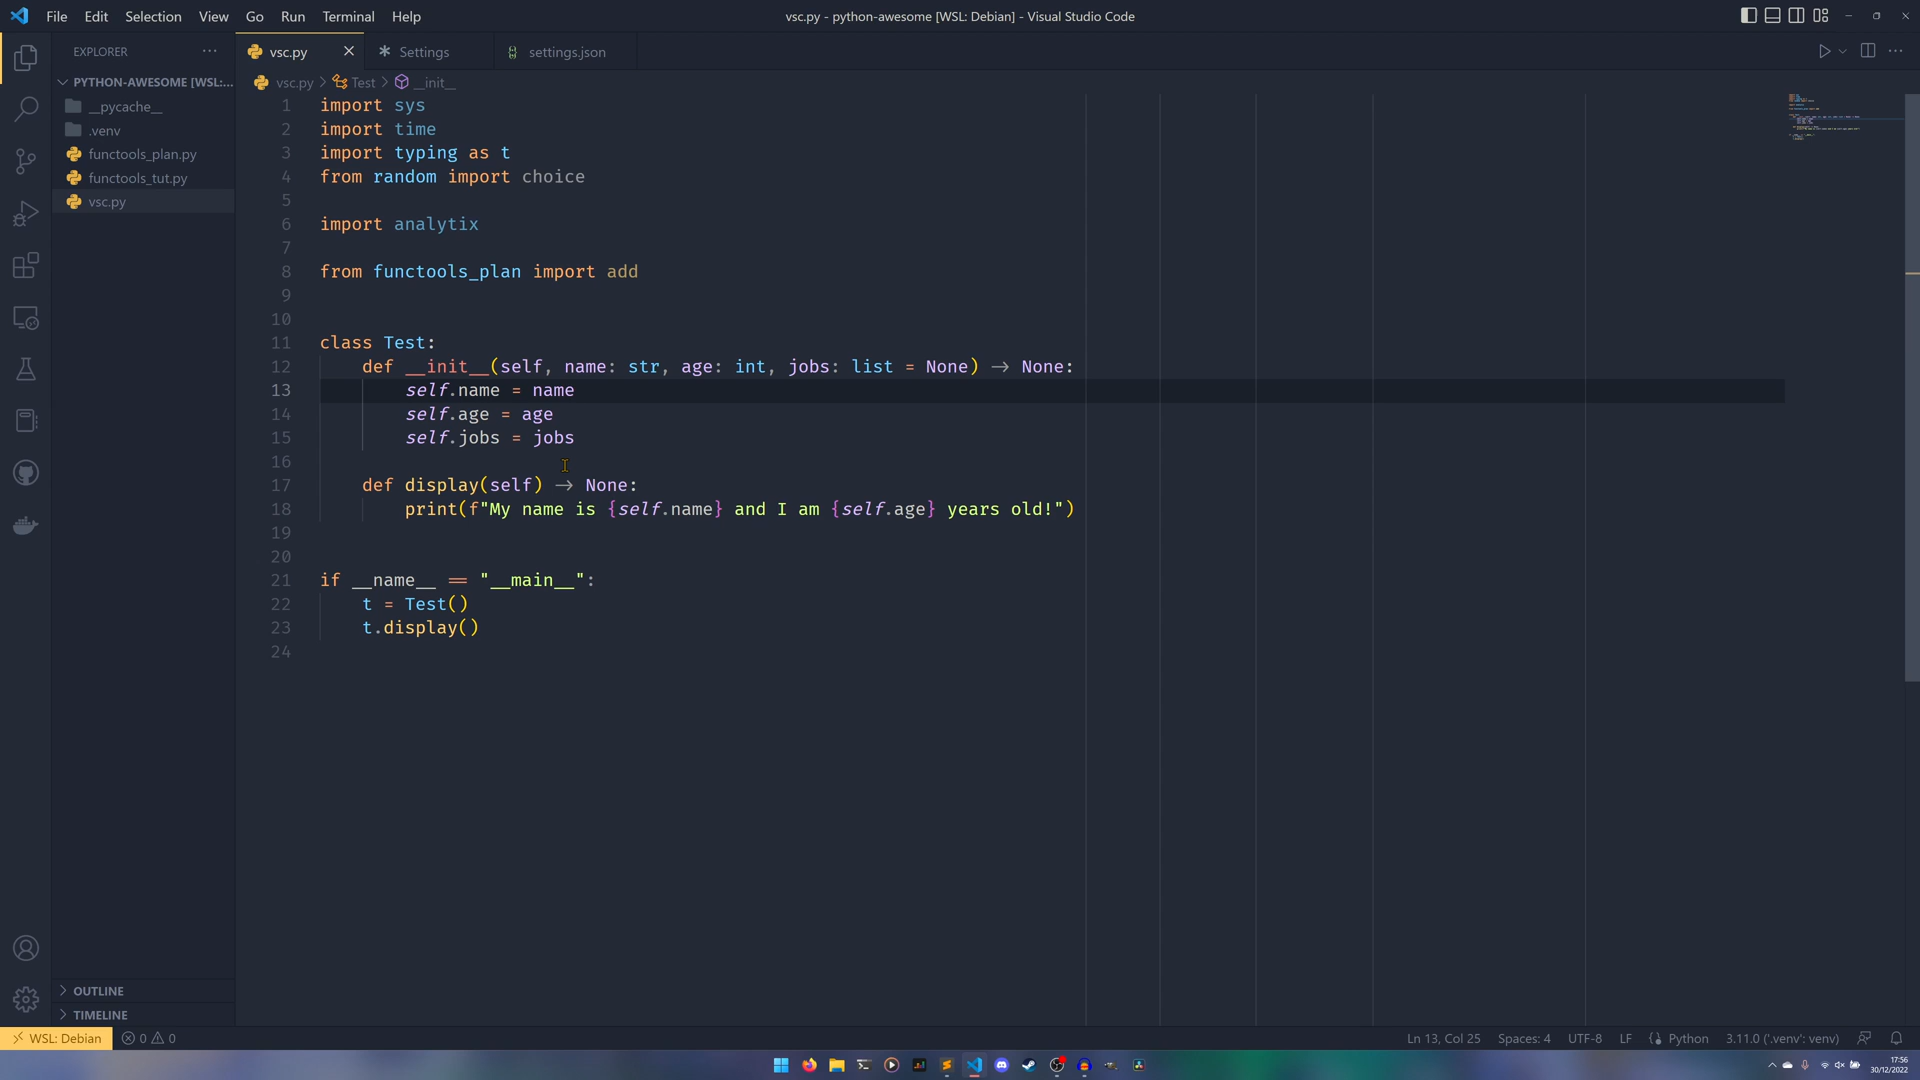 File Edit Selection View Go Run Terminal Help
vsc.py - python-awesome [WSL: Debian] - Visual Studio Code
EXPLORER
PYTHON-AWESOME [WSL:...
__pycache__
.venv
functools_plan.py
functools_tut.py
vsc.py
OUTLINE
TIMELINE
vsc.py Settings settings.json
vsc.py > Test > __init__
1 import sys
2 import time
3 import typing as t
4 from random import choice
5
6 import analytix
7
8 from functools_plan import add
9
10
11 class Test:
12 def __init__(self, name: str, age: int, jobs: list = None) -> None:
13 self.name = name
14 self.age = age
15 self.jobs = jobs
16
17 def display(self) -> None:
18 print(f"My name is {self.name} and I am {self.age} years old!")
19
20
21 if __name__ == "__main__":
22 t = Test()
23 t.display()
24
WSL: Debian 0 0
Ln 13, Col 25 Spaces: 4 UTF-8 LF Python 3.11.0 ('.venv': venv)
17:56
30/12/2022